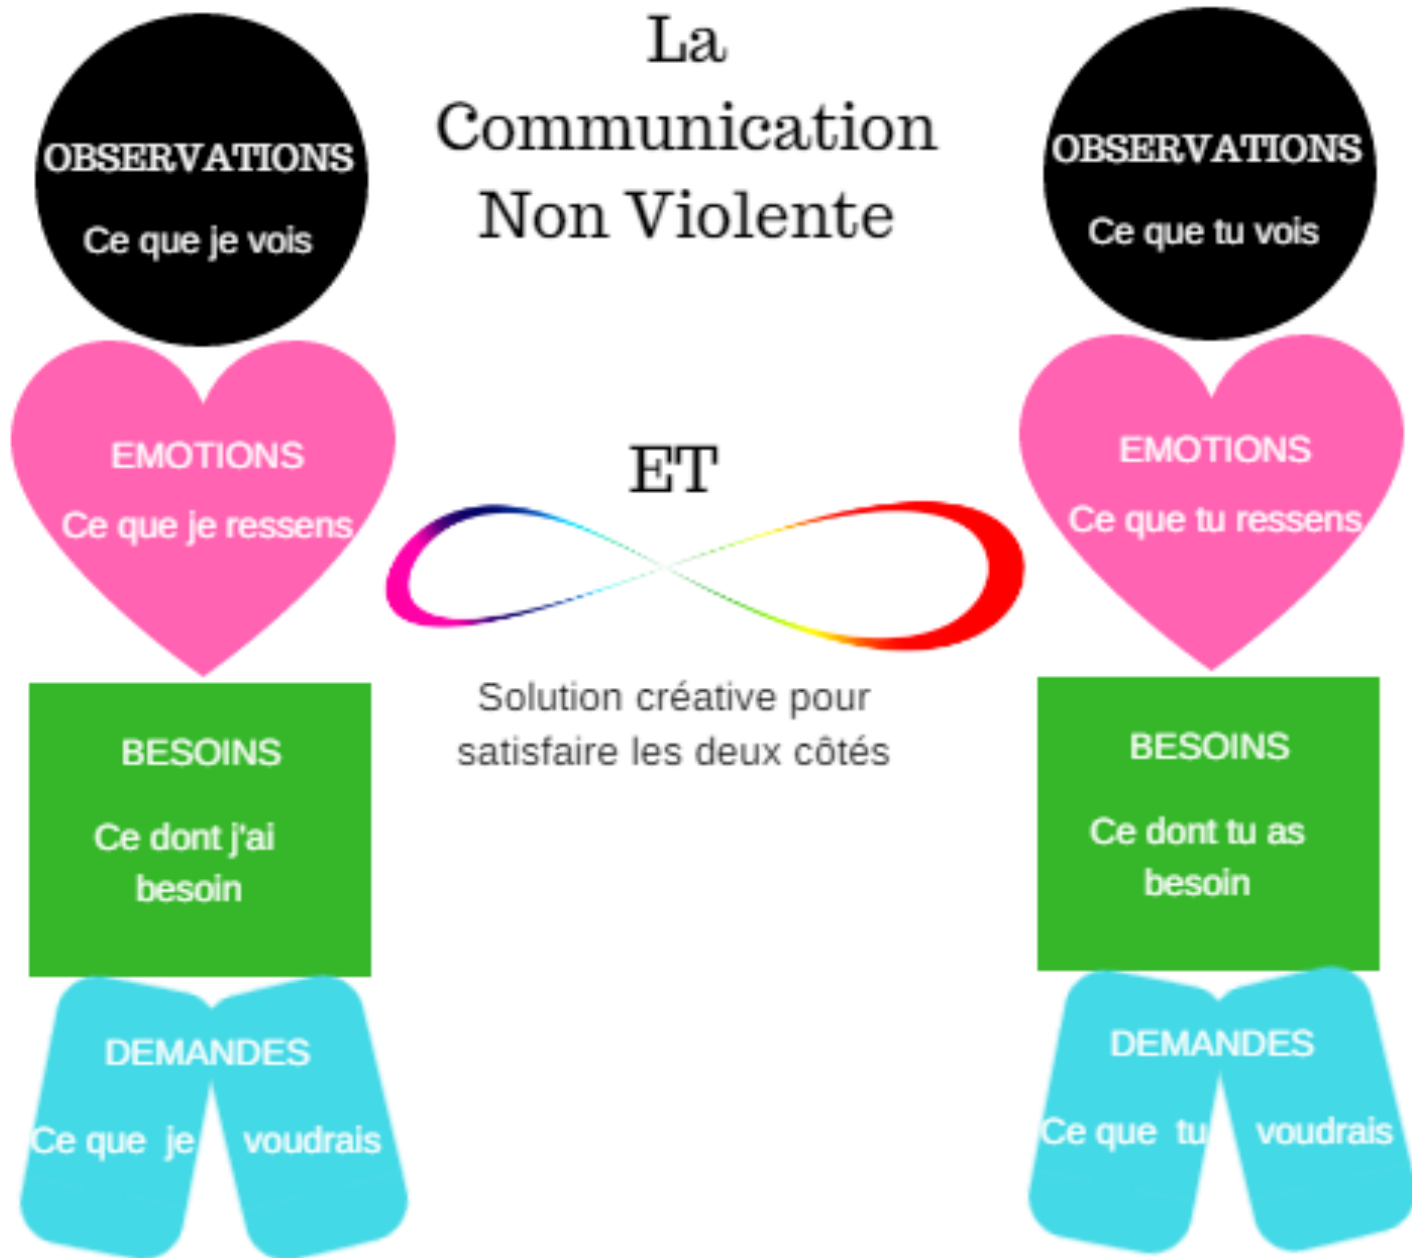 La
Communication
Non Violente
OBSERVATIONS
Ce que je vois
EMOTIONS
Ce que je ressens
BESOINS
Ce dont j'ai
besoin
DEMANDES
Ce que je voudrais
ET
Solution créative pour
satisfaire les deux côtés
OBSERVATIONS
Ce que tu vois
EMOTIONS
Ce que tu ressens
BESOINS
Ce dont tu as
besoin
DEMANDES
Ce que tu voudrais